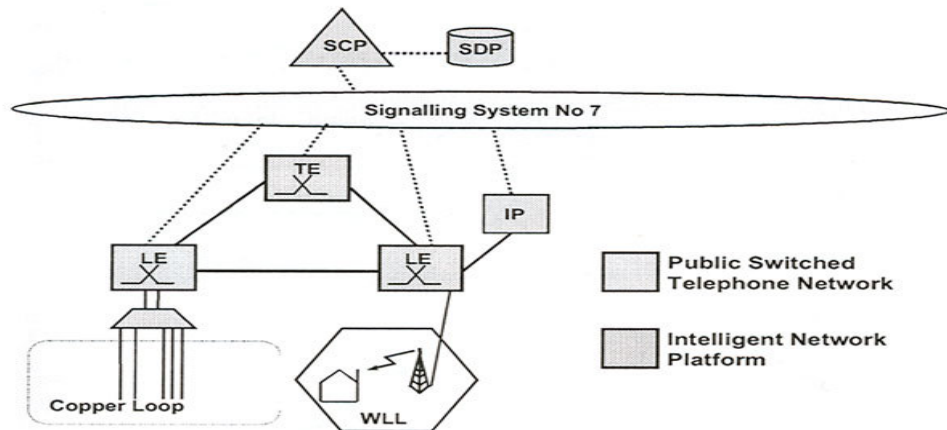 SCP
SDP
Signalling System No 7
TE
IP
LE
LE
Public Switched
Telephone Network
Intelligent Network
Platform
Copper Loop
WLL